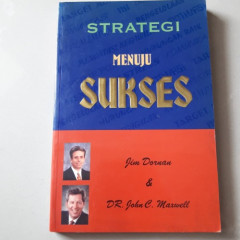 STRATEGI
MENUJU
SUKSES
Jim Dornan
&
DR. John C. Maxwell